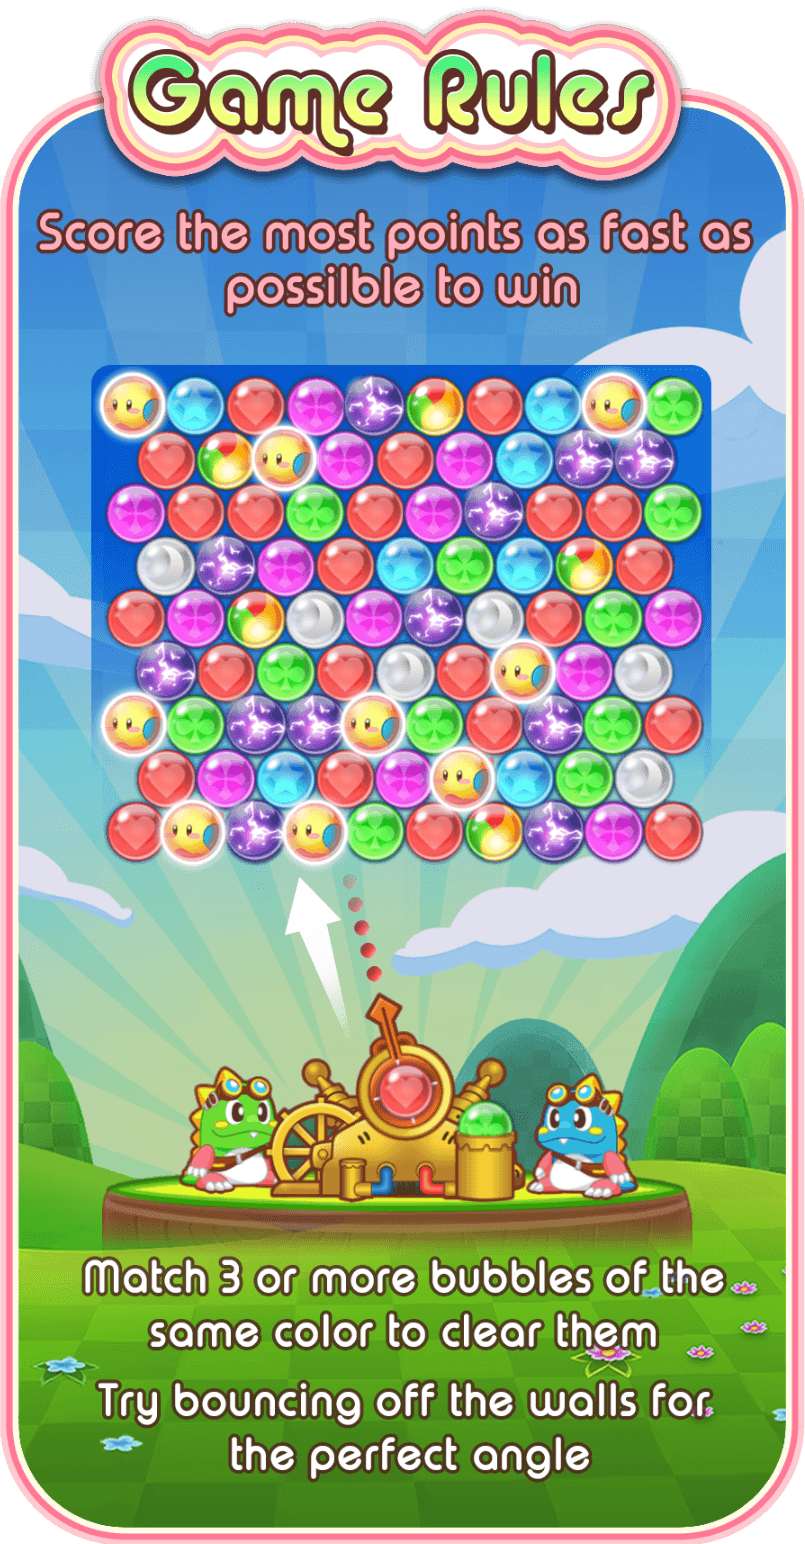 Game Rules
Score the most points as fast as
possilble to win
Match 3 or more bubbles of the
same color to clear them
Try bouncing off the walls for
the perfect angle